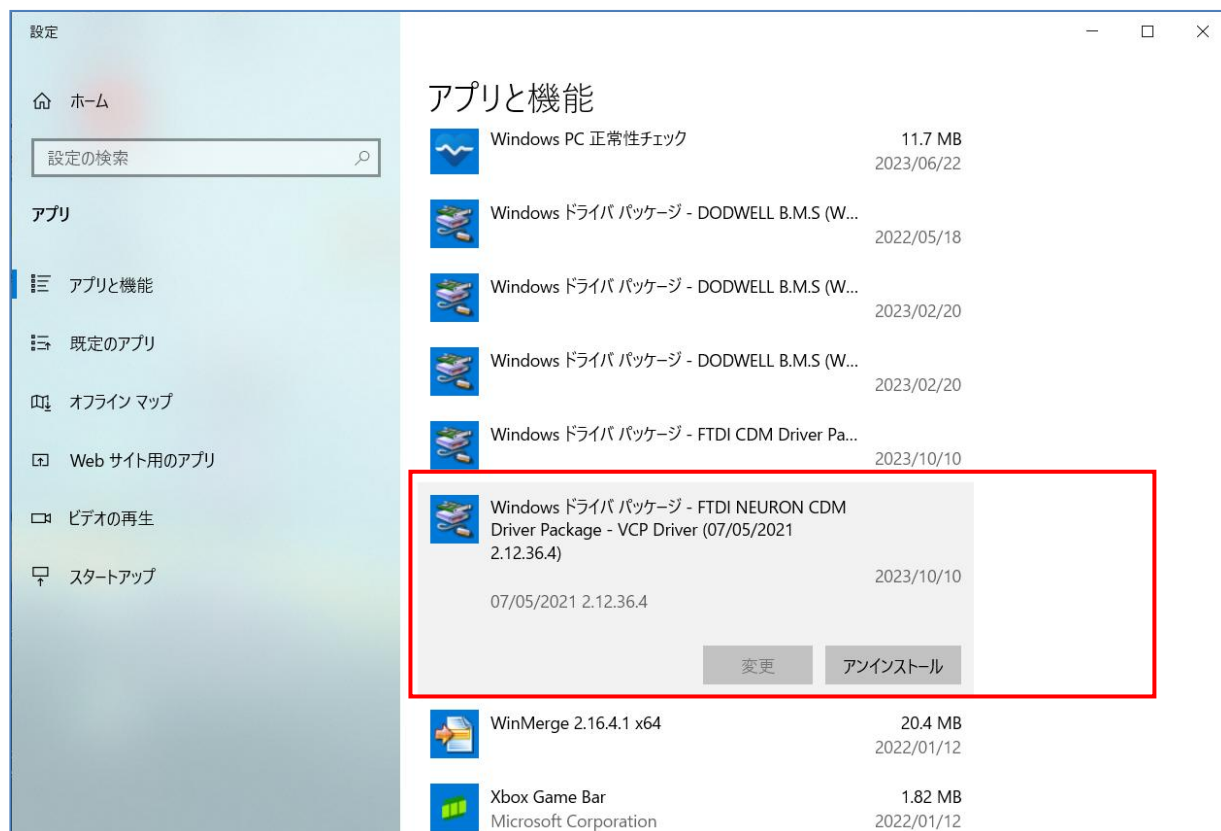 設定
ホーム
設定の検索
アプリ
アプリと機能
既定のアプリ
オフライン マップ
Web サイト用のアプリ
ビデオの再生
スタートアップ
アプリと機能
Windows PC 正常性チェック
11.7 MB
2023/06/22
Windows ドライバ パッケージ - DODWELL B.M.S (W...
2022/05/18
Windows ドライバ パッケージ - DODWELL B.M.S (W...
2023/02/20
Windows ドライバ パッケージ - DODWELL B.M.S (W...
2023/02/20
Windows ドライバ パッケージ - FTDI CDM Driver Pa...
2023/10/10
Windows ドライバ パッケージ - FTDI NEURON CDM
Driver Package - VCP Driver (07/05/2021
2.12.36.4)
2023/10/10
07/05/2021 2.12.36.4
変更
アンインストール
WinMerge 2.16.4.1 x64
20.4 MB
2022/01/12
Xbox Game Bar
1.82 MB
Microsoft Corporation
2022/01/12